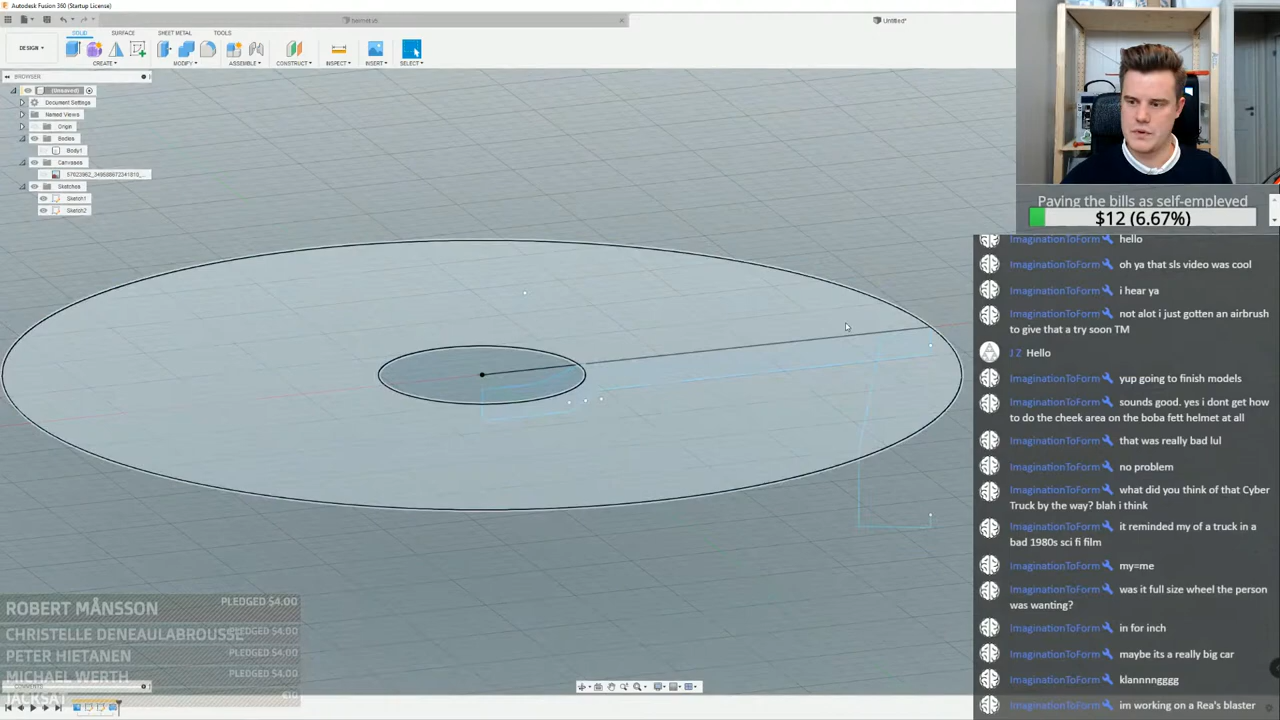 Autodesk Fusion 360 (Startup License)
Untitled*
SOLID SURFACE SHEET METAL TOOLS
DESIGN
CREATE MODIFY ASSEMBLE CONSTRUCT INSPECT INSERT SELECT
BROWSER
(Unsaved)
Document Settings
Named Views
Origin
Bodies
Body1
Canvases
Sketches
Sketch1
Sketch2
Paying the bills as self-employed
$12 (6.67%)
ImaginationToForm hello
ImaginationToForm oh ya that sls video was cool
ImaginationToForm i hear ya
ImaginationToForm not alot i just gotten an airbrush
to give that a try soon TM
J Z Hello
ImaginationToForm yup going to finish models
ImaginationToForm sounds good. yes i dont get how
to do the cheek area on the boba fett helmet at all
ImaginationToForm that was really bad lul
ImaginationToForm no problem
ImaginationToForm what did you think of that Cyber
Truck by the way? blah i think
ImaginationToForm it reminded my of a truck in a
bad 1980s sci fi film
ImaginationToForm my=me
ImaginationToForm was it full size wheel the person
was wanting?
ImaginationToForm in for inch
ImaginationToForm maybe its a really big car
ImaginationToForm klannnngggg
ImaginationToForm im working on a Rea's blaster
ROBERT MÅNSSON PLEDGED $4.00
CHRISTELLE DENEAULABROUSSE PLEDGED $4.00
PETER HIETANEN PLEDGED $4.00
MICHAEL WERTH PLEDGED $4.00
JACKSAY